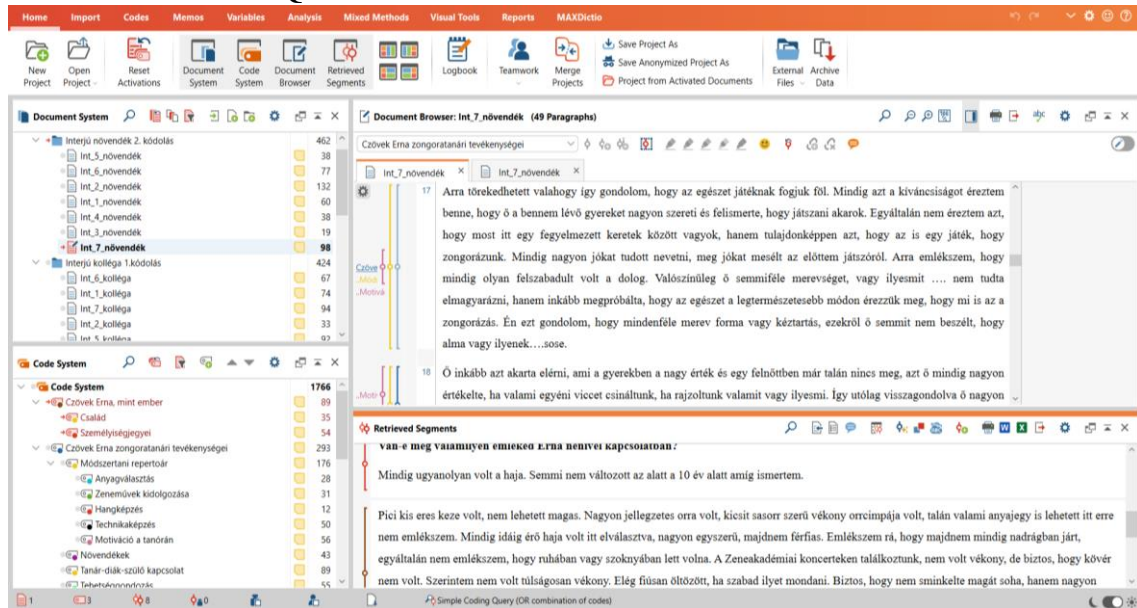 Home Import Codes Memos Variables Analysis Mixed Methods Visual Tools Reports MAXDictio
New Project
Open Project
Reset Activations
Document System
Code System
Document Browser
Retrieved Segments
Logbook
Teamwork
Merge Projects
Save Project As
Save Anonymized Project As
Project from Activated Documents
External Files
Archive Data
Document System
Interjú növendék 2. kódolás 462
Int_5_növendék 38
Int_6_növendék 77
Int_2_növendék 132
Int_1_növendék 60
Int_4_növendék 38
Int_3_növendék 19
Int_7_növendék 98
Interjú kolléga 1.kódolás 424
Int_6_kolléga 67
Int_1_kolléga 74
Int_7_kolléga 94
Int_2_kolléga 33
Int_5_kolléga 92
Code System
Code System 1766
Czövek Erna, mint ember 89
Család 35
Személyiségjegyei 54
Czövek Erna zongoratanári tevékenységei 293
Módszertani repertoár 176
Anyagválasztás 28
Zeneművek kidolgozása 31
Hangképzés 12
Technikaképzés 50
Motiváció a tanórán 56
Növendékek 43
Tanár-diák-szülő kapcsolat 89
Tehetséggondozás 55
Document Browser: Int_7_növendék (49 Paragraphs)
Czövek Erna zongoratanári tevékenységei
Int_7_növendék × Int_7_növendék ×
17 Arra törekedhetett valahogy így gondolom, hogy az egészet játéknak fogjuk föl. Mindig azt a kíváncsiságot éreztem
benne, hogy ő a bennem lévő gyereket nagyon szereti és felismerte, hogy játszani akarok. Egyáltalán nem éreztem azt,
hogy most itt egy fegyelmezett keretek között vagyok, hanem tulajdonképpen azt, hogy az is egy játék, hogy
zongorázunk. Mindig nagyon jókat tudott nevetni, meg jókat mesélt az előttem játszóról. Arra emlékszem, hogy
Czöve
mindig olyan felszabadult volt a dolog. Valószínűleg ő semmiféle merevséget, vagy ilyesmit …. nem tudta
..Motivá
elmagyarázni, hanem inkább megpróbálta, hogy az egészet a legtermészetesebb módon érezzük meg, hogy mi is az a
zongorázás. Én ezt gondolom, hogy mindenféle merev forma vagy kéztartás, ezekről ő semmit nem beszélt, hogy
alma vagy ilyenek….sose.
18 Ő inkább azt akarta elérni, ami a gyerekben a nagy érték és egy felnőttben már talán nincs meg, azt ő mindig nagyon
..Moti értékelte, ha valami egyéni viccet csináltunk, ha rajzoltunk valamit vagy ilyesmi. Így utólag visszagondolva ő nagyon
Retrieved Segments
Van-e még valamilyen emléked Erna nénivel kapcsolatban?
Mindig ugyanolyan volt a haja. Semmi nem változott az alatt a 10 év alatt amíg ismertem.
Pici kis eres keze volt, nem lehetett magas. Nagyon jellegzetes orra volt, kicsit sasorr szerű vékony orrcimpája volt, talán valami anyajegy is lehetett itt erre
nem emlékszem. Mindig idáig érő haja volt itt elválasztva, nagyon egyszerű, majdnem férfias. Emlékszem rá, hogy majdnem mindig nadrágban járt,
egyáltalán nem emlékszem, hogy ruhában vagy szoknyában lett volna. A Zeneakadémiai koncerteken találkoztunk, nem volt vékony, de biztos, hogy kövér
nem volt. Szerintem nem volt túlságosan vékony. Elég fiúsan öltözött, ha szabad ilyet mondani. Biztos, hogy nem sminkelte magát soha, hanem nagyon
1 3 8 0 Simple Coding Query (OR combination of codes)